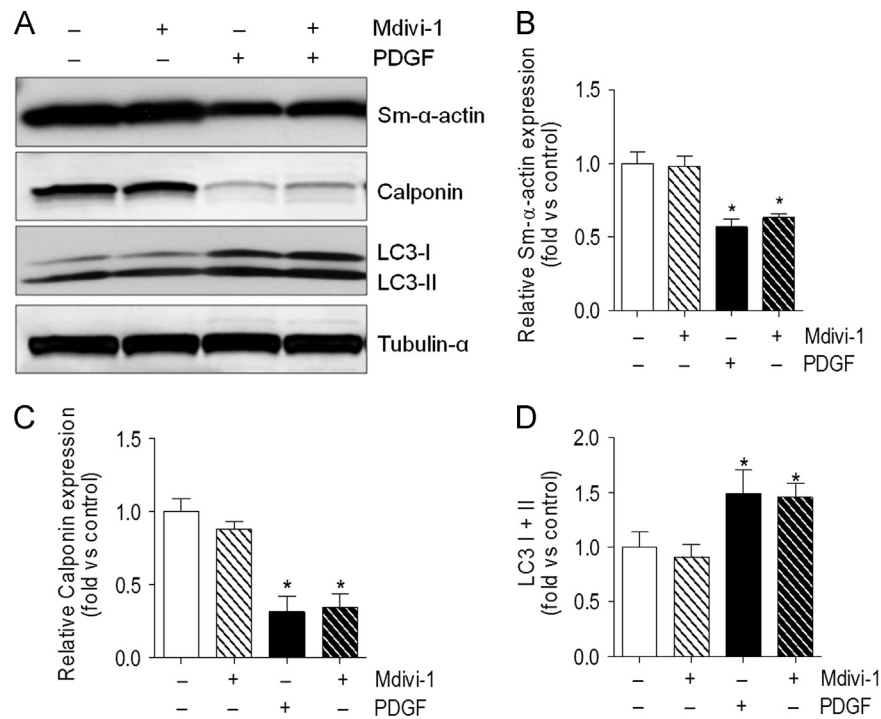 A
– + – + Mdivi-1
– – + + PDGF
Sm-α-actin
Calponin
LC3-I
LC3-II
Tubulin-α
B
Relative Sm-α-actin expression
(fold vs control)
1.5
1.0
0.5
0.0
* *
– + – + Mdivi-1
– – + – PDGF
C
Relative Calponin expression
(fold vs control)
1.5
1.0
0.5
0.0
* *
– + – + Mdivi-1
– – + – PDGF
D
LC3 I + II
(fold vs control)
2.0
1.5
1.0
0.5
0.0
* *
– + – + Mdivi-1
– – + – PDGF